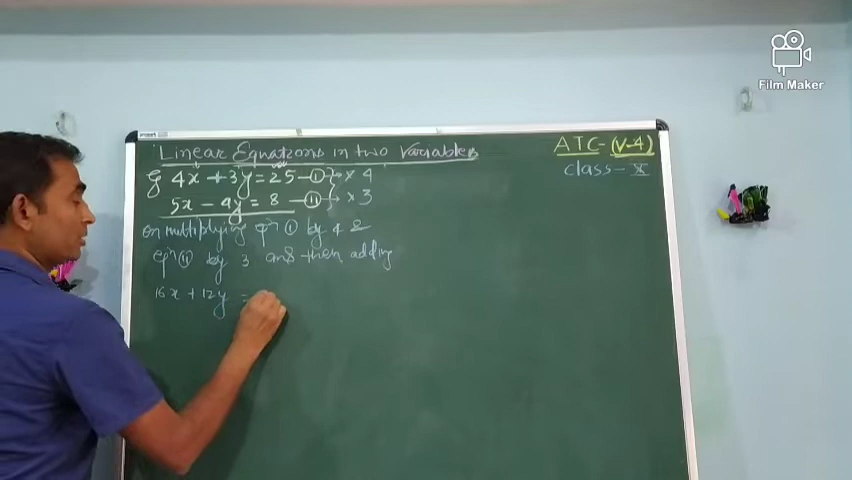 Film Maker
Linear Equations in two Variables
ATC-(V-4)
class- X
4x + 3y = 25 - (i) } × 4
5x - 4y = 8 - (ii) → × 3
on multiplying eqn (i) by 4 &
eqn (ii) by 3 and then adding
16x + 12y =